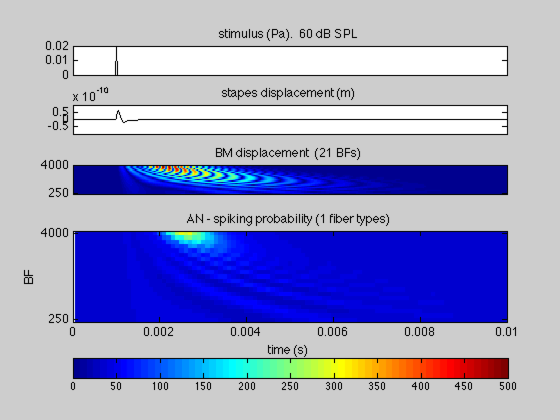 stimulus (Pa). 60 dB SPL
0.02
0.01
0
x 10^-10
stapes displacement (m)
0.5
0
-0.5
BM displacement (21 BFs)
4000
250
AN - spiking probability (1 fiber types)
4000
BF
250
0 0.002 0.004 0.006 0.008 0.01
time (s)
0 50 100 150 200 250 300 350 400 450 500